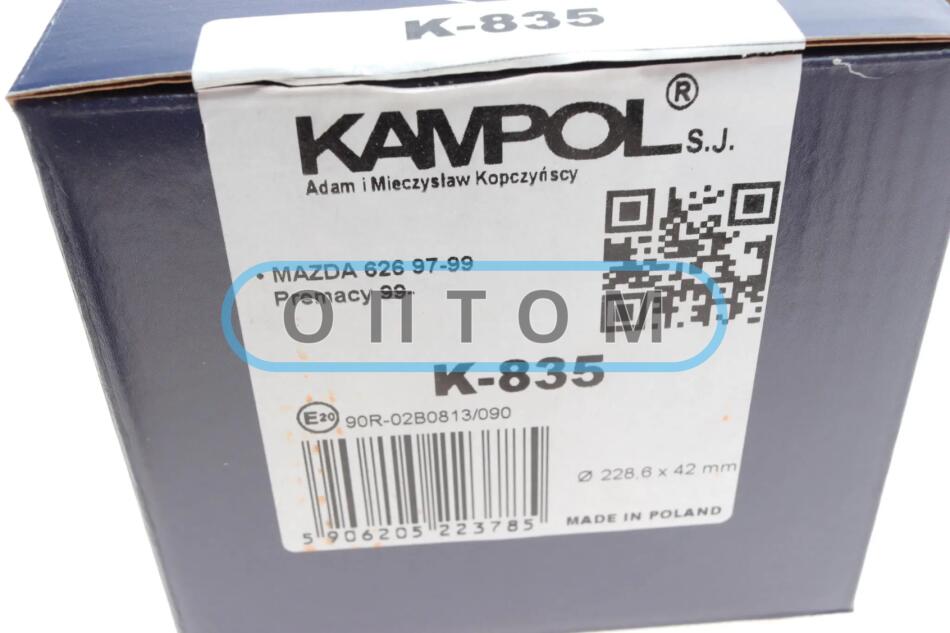 K-835
KAMPOL® S.J.
Adam i Mieczysław Kopczyńscy
• MAZDA 626 97-99
Premacy 99-
ОПТОМ
K-835
E20 90R-02B0813/090
Ø 228,6 x 42 mm
5 906205 223785
MADE IN POLAND